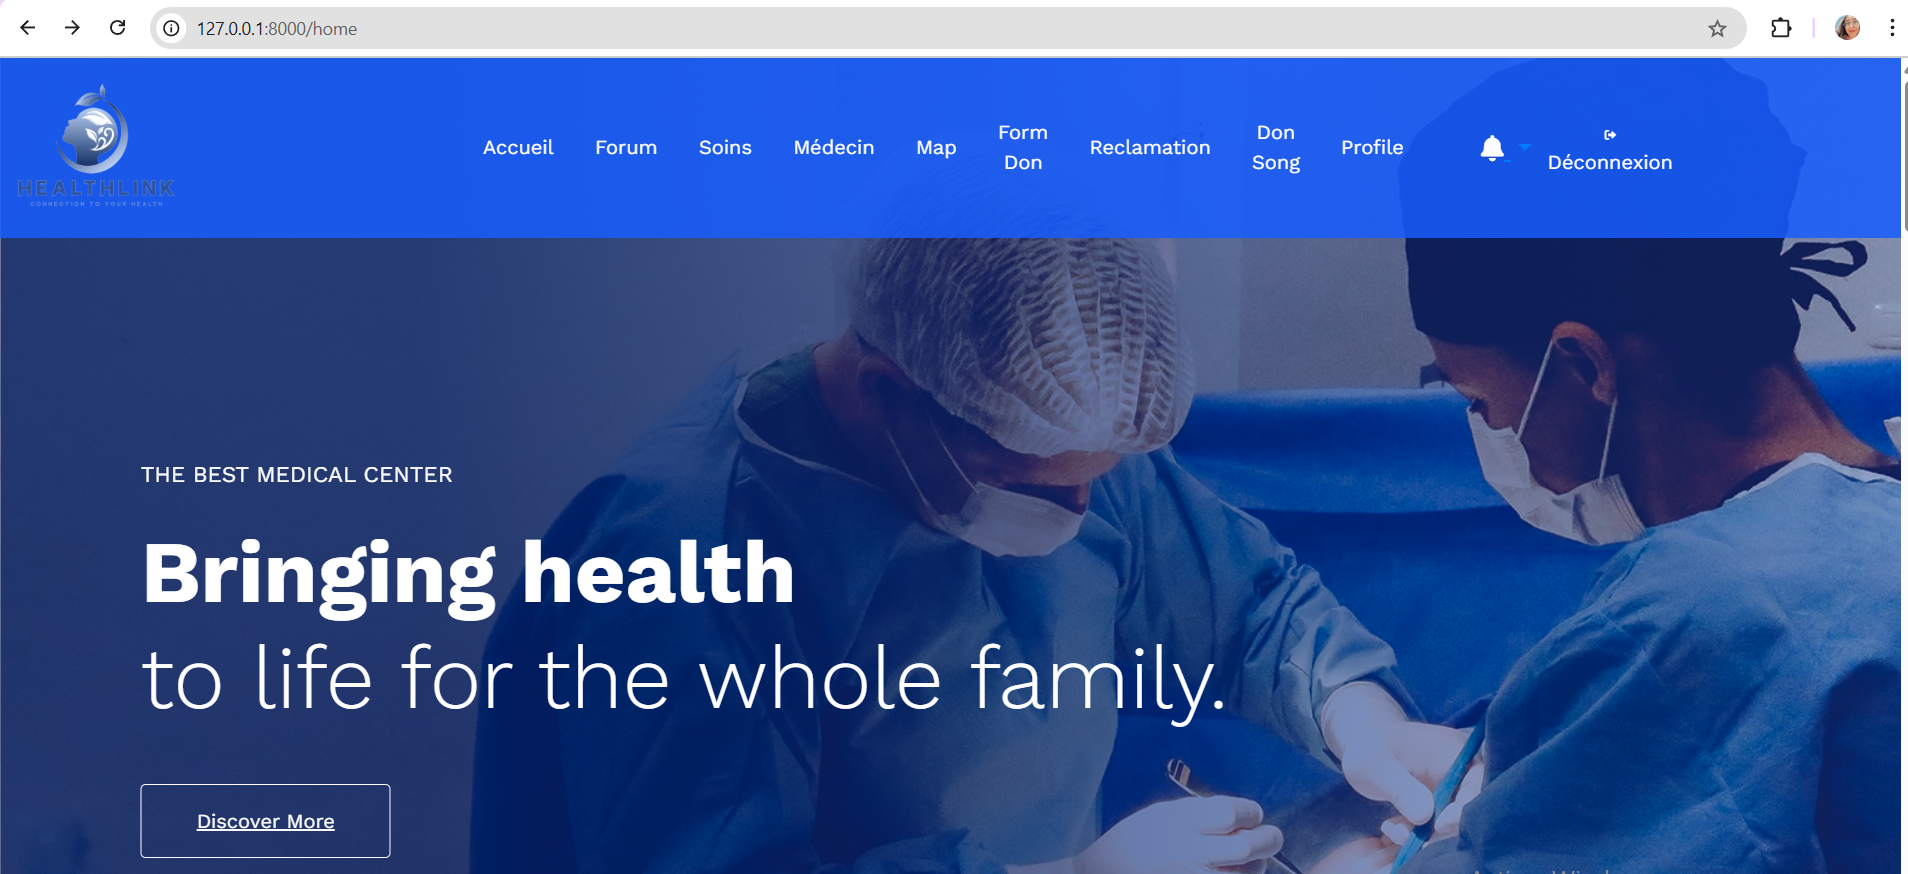 127.0.0.1:8000/home
HEALTHLINK
CONNECTION TO YOUR HEALTH
Accueil
Forum
Soins
Médecin
Map
Form
Don
Reclamation
Don
Song
Profile
Déconnexion
THE BEST MEDICAL CENTER
Bringing health
to life for the whole family.
Discover More